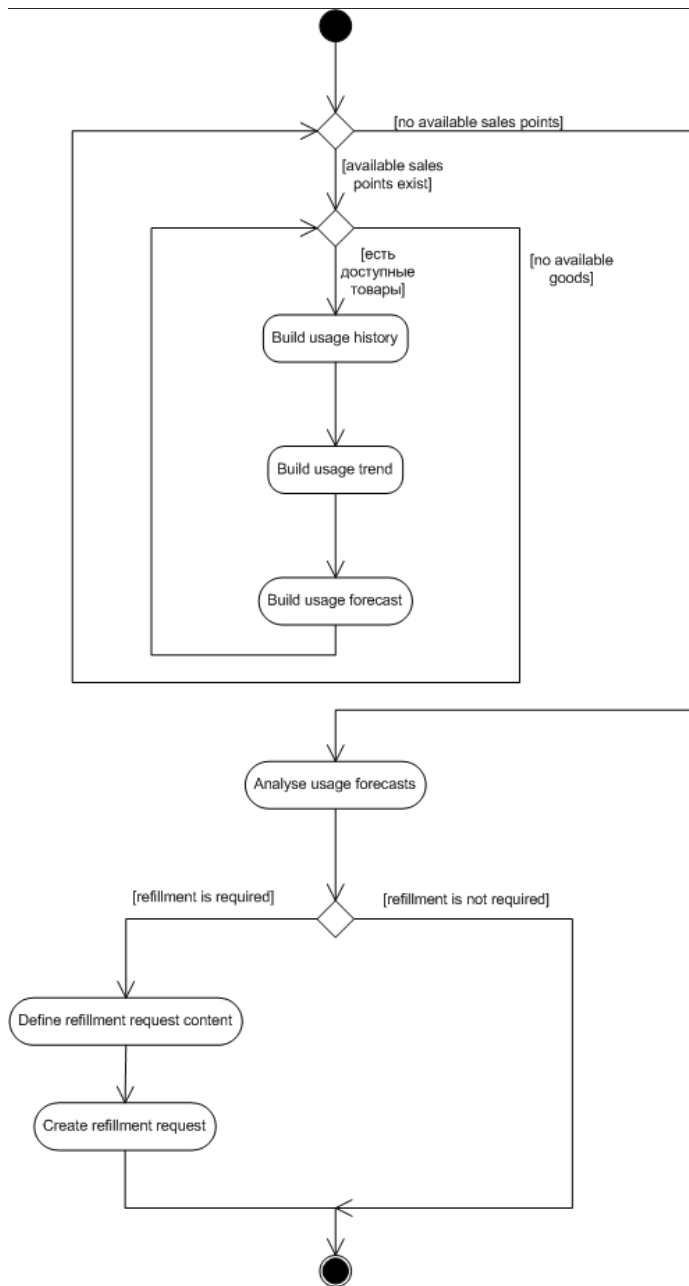 [no available sales points]
[available sales
points exist]
[есть
доступные
товары]
[no available
goods]
Build usage history
Build usage trend
Build usage forecast
Analyse usage forecasts
[refillment is required]
[refillment is not required]
Define refillment request content
Create refillment request